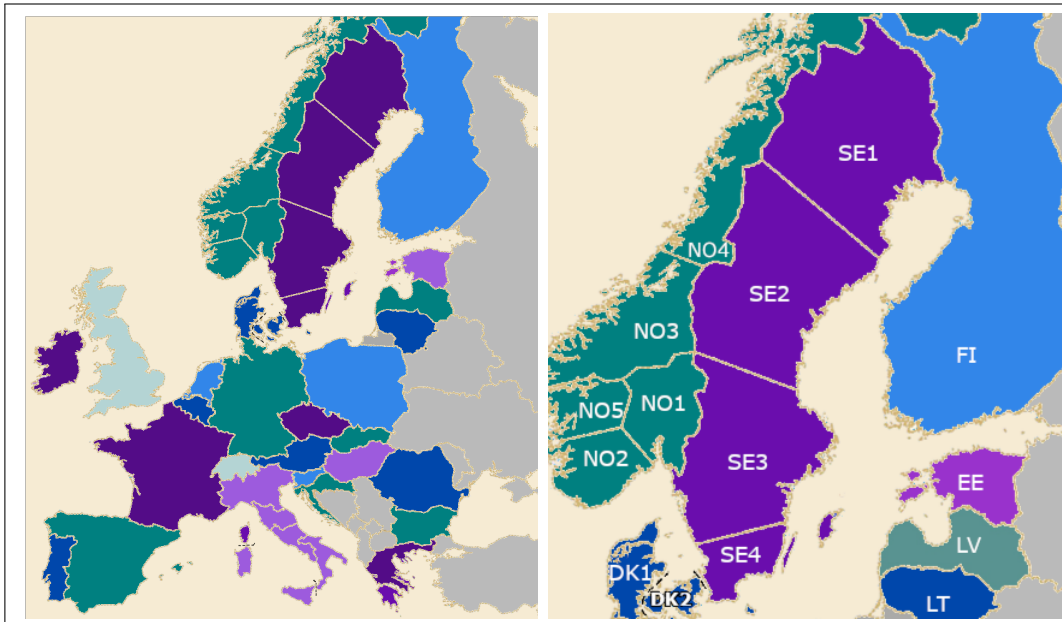 SE1
NO4
SE2
NO3
FI
NO5
NO1
NO2
SE3
EE
SE4
LV
DK1
DK2
LT